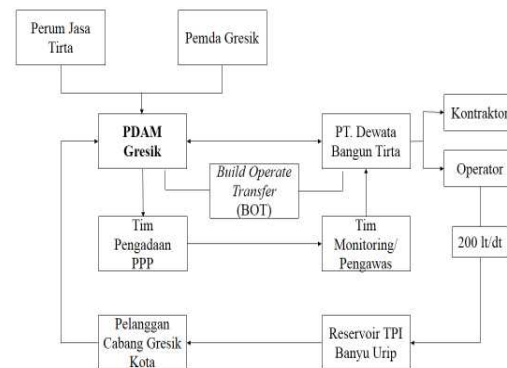 Perum Jasa
Tirta
Pemda Gresik
PDAM
Gresik
PT. Dewata
Bangun Tirta
Kontraktor
Operator
Build Operate
Transfer
(BOT)
Tim
Pengadaan
PPP
Tim
Monitoring/
Pengawas
200 lt/dt
Pelanggan
Cabang Gresik
Kota
Reservoir TPI
Banyu Urip